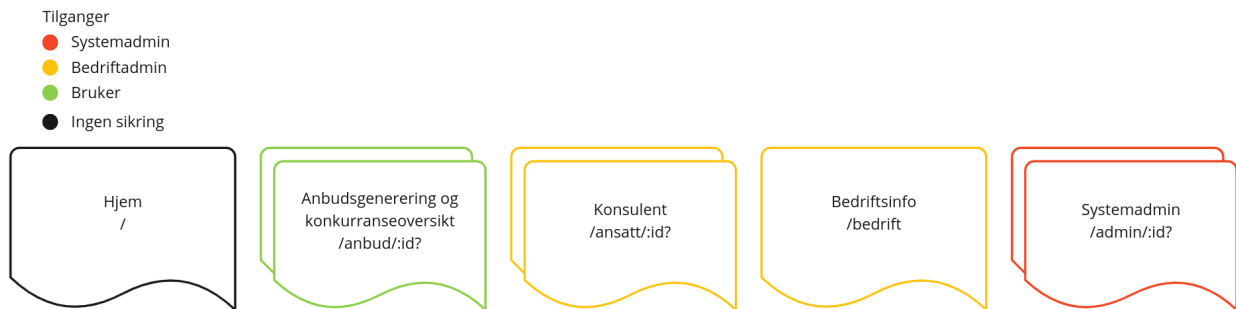 Tilganger
Systemadmin
Bedriftadmin
Bruker
Ingen sikring
Hjem
/
Anbudsgenerering og
konkurranseoversikt
/anbud/:id?
Konsulent
/ansatt/:id?
Bedriftsinfo
/bedrift
Systemadmin
/admin/:id?